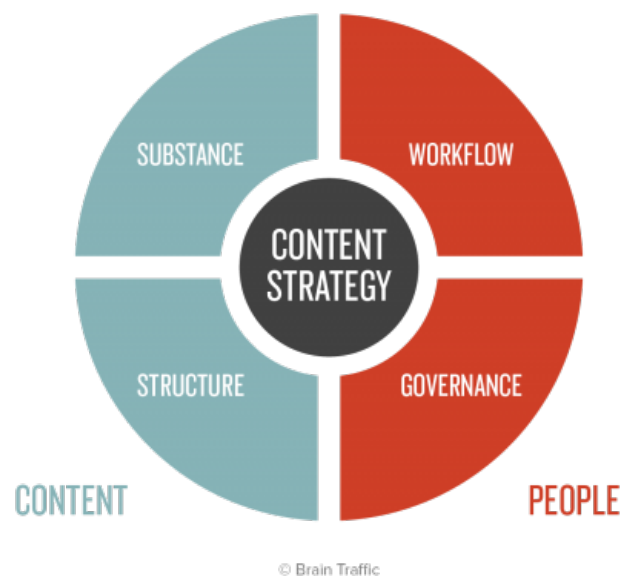 SUBSTANCE
WORKFLOW
CONTENT
STRATEGY
STRUCTURE
GOVERNANCE
CONTENT
PEOPLE
© Brain Traffic